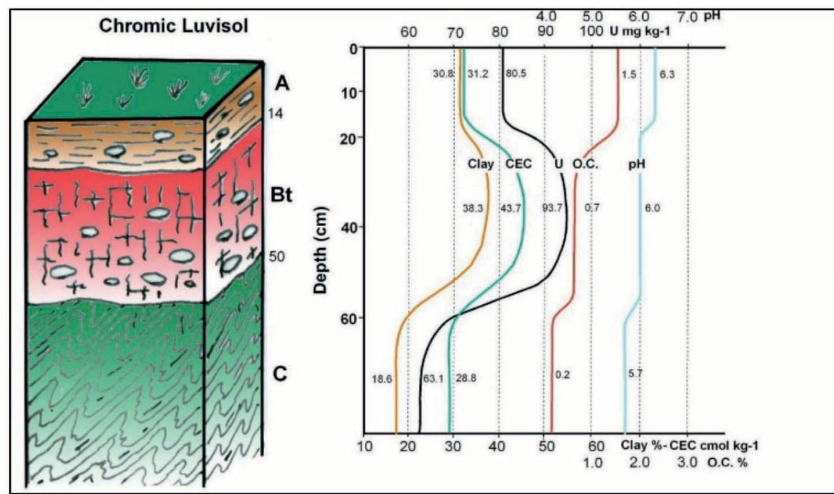 Chromic Luvisol
A
14
Bt
50
C
4.0 5.0 6.0 7.0 pH
60 70 80 90 100 U mg kg-1
0
10
20
40
60
Depth (cm)
30.8 31.2 80.5 1.5 6.3
Clay CEC U O.C. pH
38.3 43.7 93.7 0.7 6.0
18.6 63.1 28.8 0.2 5.7
10 20 30 40 50 60 Clay %-CEC cmol kg-1
1.0 2.0 3.0 O.C. %